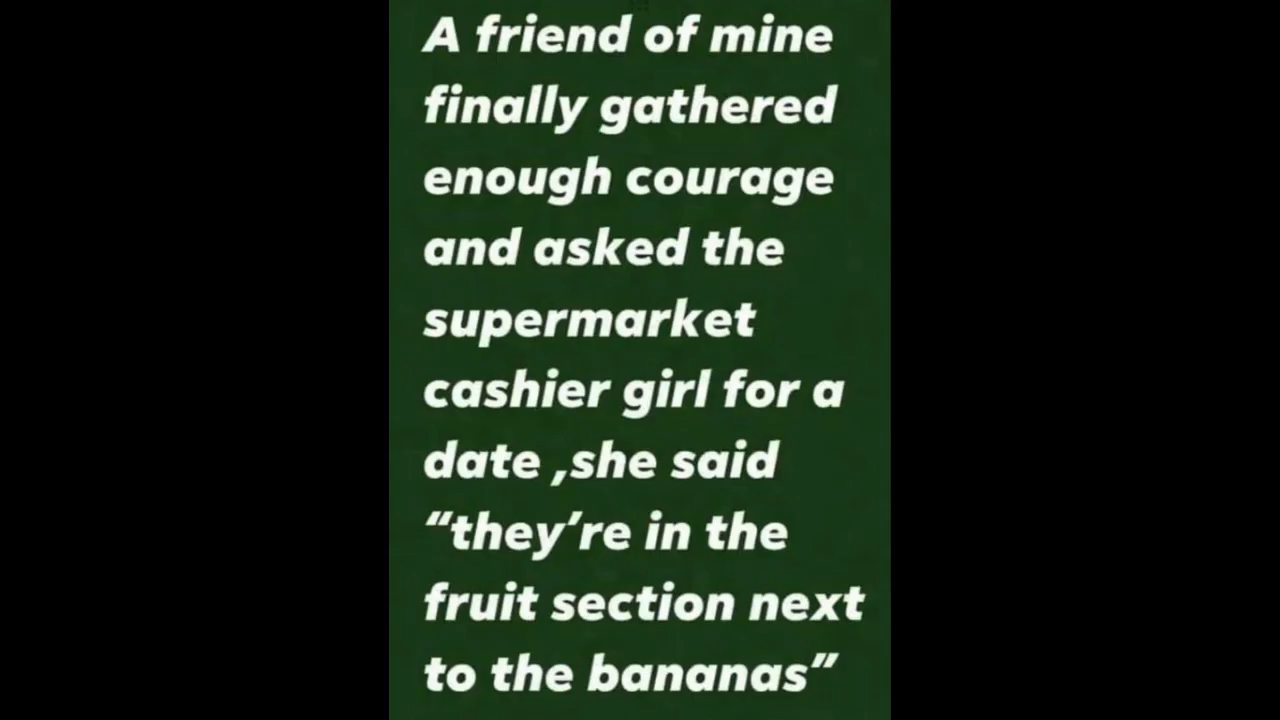 A friend of mine
finally gathered
enough courage
and asked the
supermarket
cashier girl for a
date ,she said
“they’re in the
fruit section next
to the bananas”